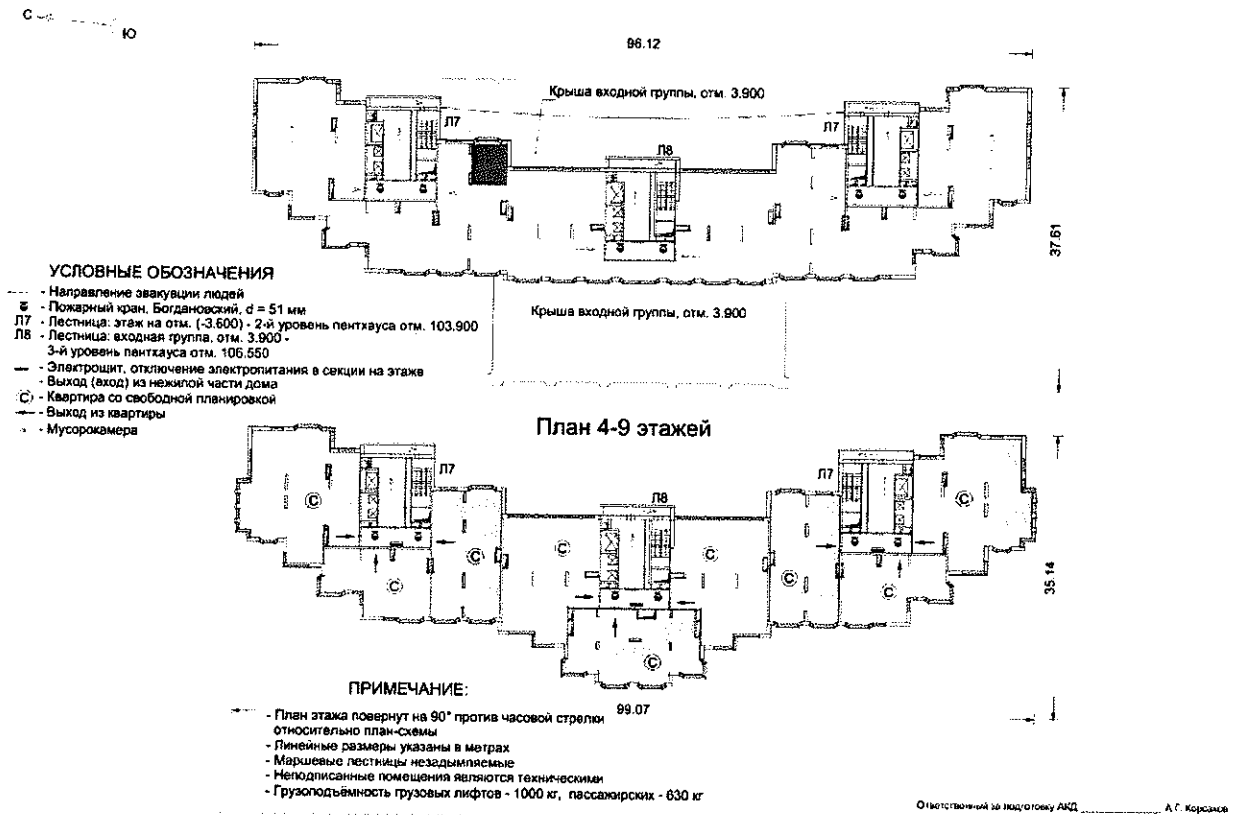 С
Ю
96.12
Крыша входной группы, отм. 3.900
Л7
Л7
Л8
37.61
УСЛОВНЫЕ ОБОЗНАЧЕНИЯ
- Направление эвакуции людей
- Пожарный кран, Богдановский, d = 51 мм
Л7 - Лестница: этаж на отм. (-3.600) - 2-й уровень пентхауса отм. 103.900
Л8 - Лестница: входная группа, отм. 3.900 -
3-й уровень пентхауса отм. 106.550
- Электрощит, отключение электропитания в секции на этаже
- Выход (вход) из нежилой части дома
С - Квартира со свободной планировкой
- Выход из квартиры
- Мусорокамера
Крыша входной группы, отм. 3.900
План 4-9 этажей
Л7
Л8
Л7
С
С
С
С
С
С
С
С
С
35.14
99.07
ПРИМЕЧАНИЕ:
- План этажа повернут на 90° против часовой стрелки
относительно план-схемы
- Линейные размеры указаны в метрах
- Маршевые лестницы незадымляемые
- Неподписанные помещения являются техническими
- Грузоподъёмность грузовых лифтов - 1000 кг, пассажирских - 630 кг
Ответственный за подготовку АКД А.Г. Корсаков